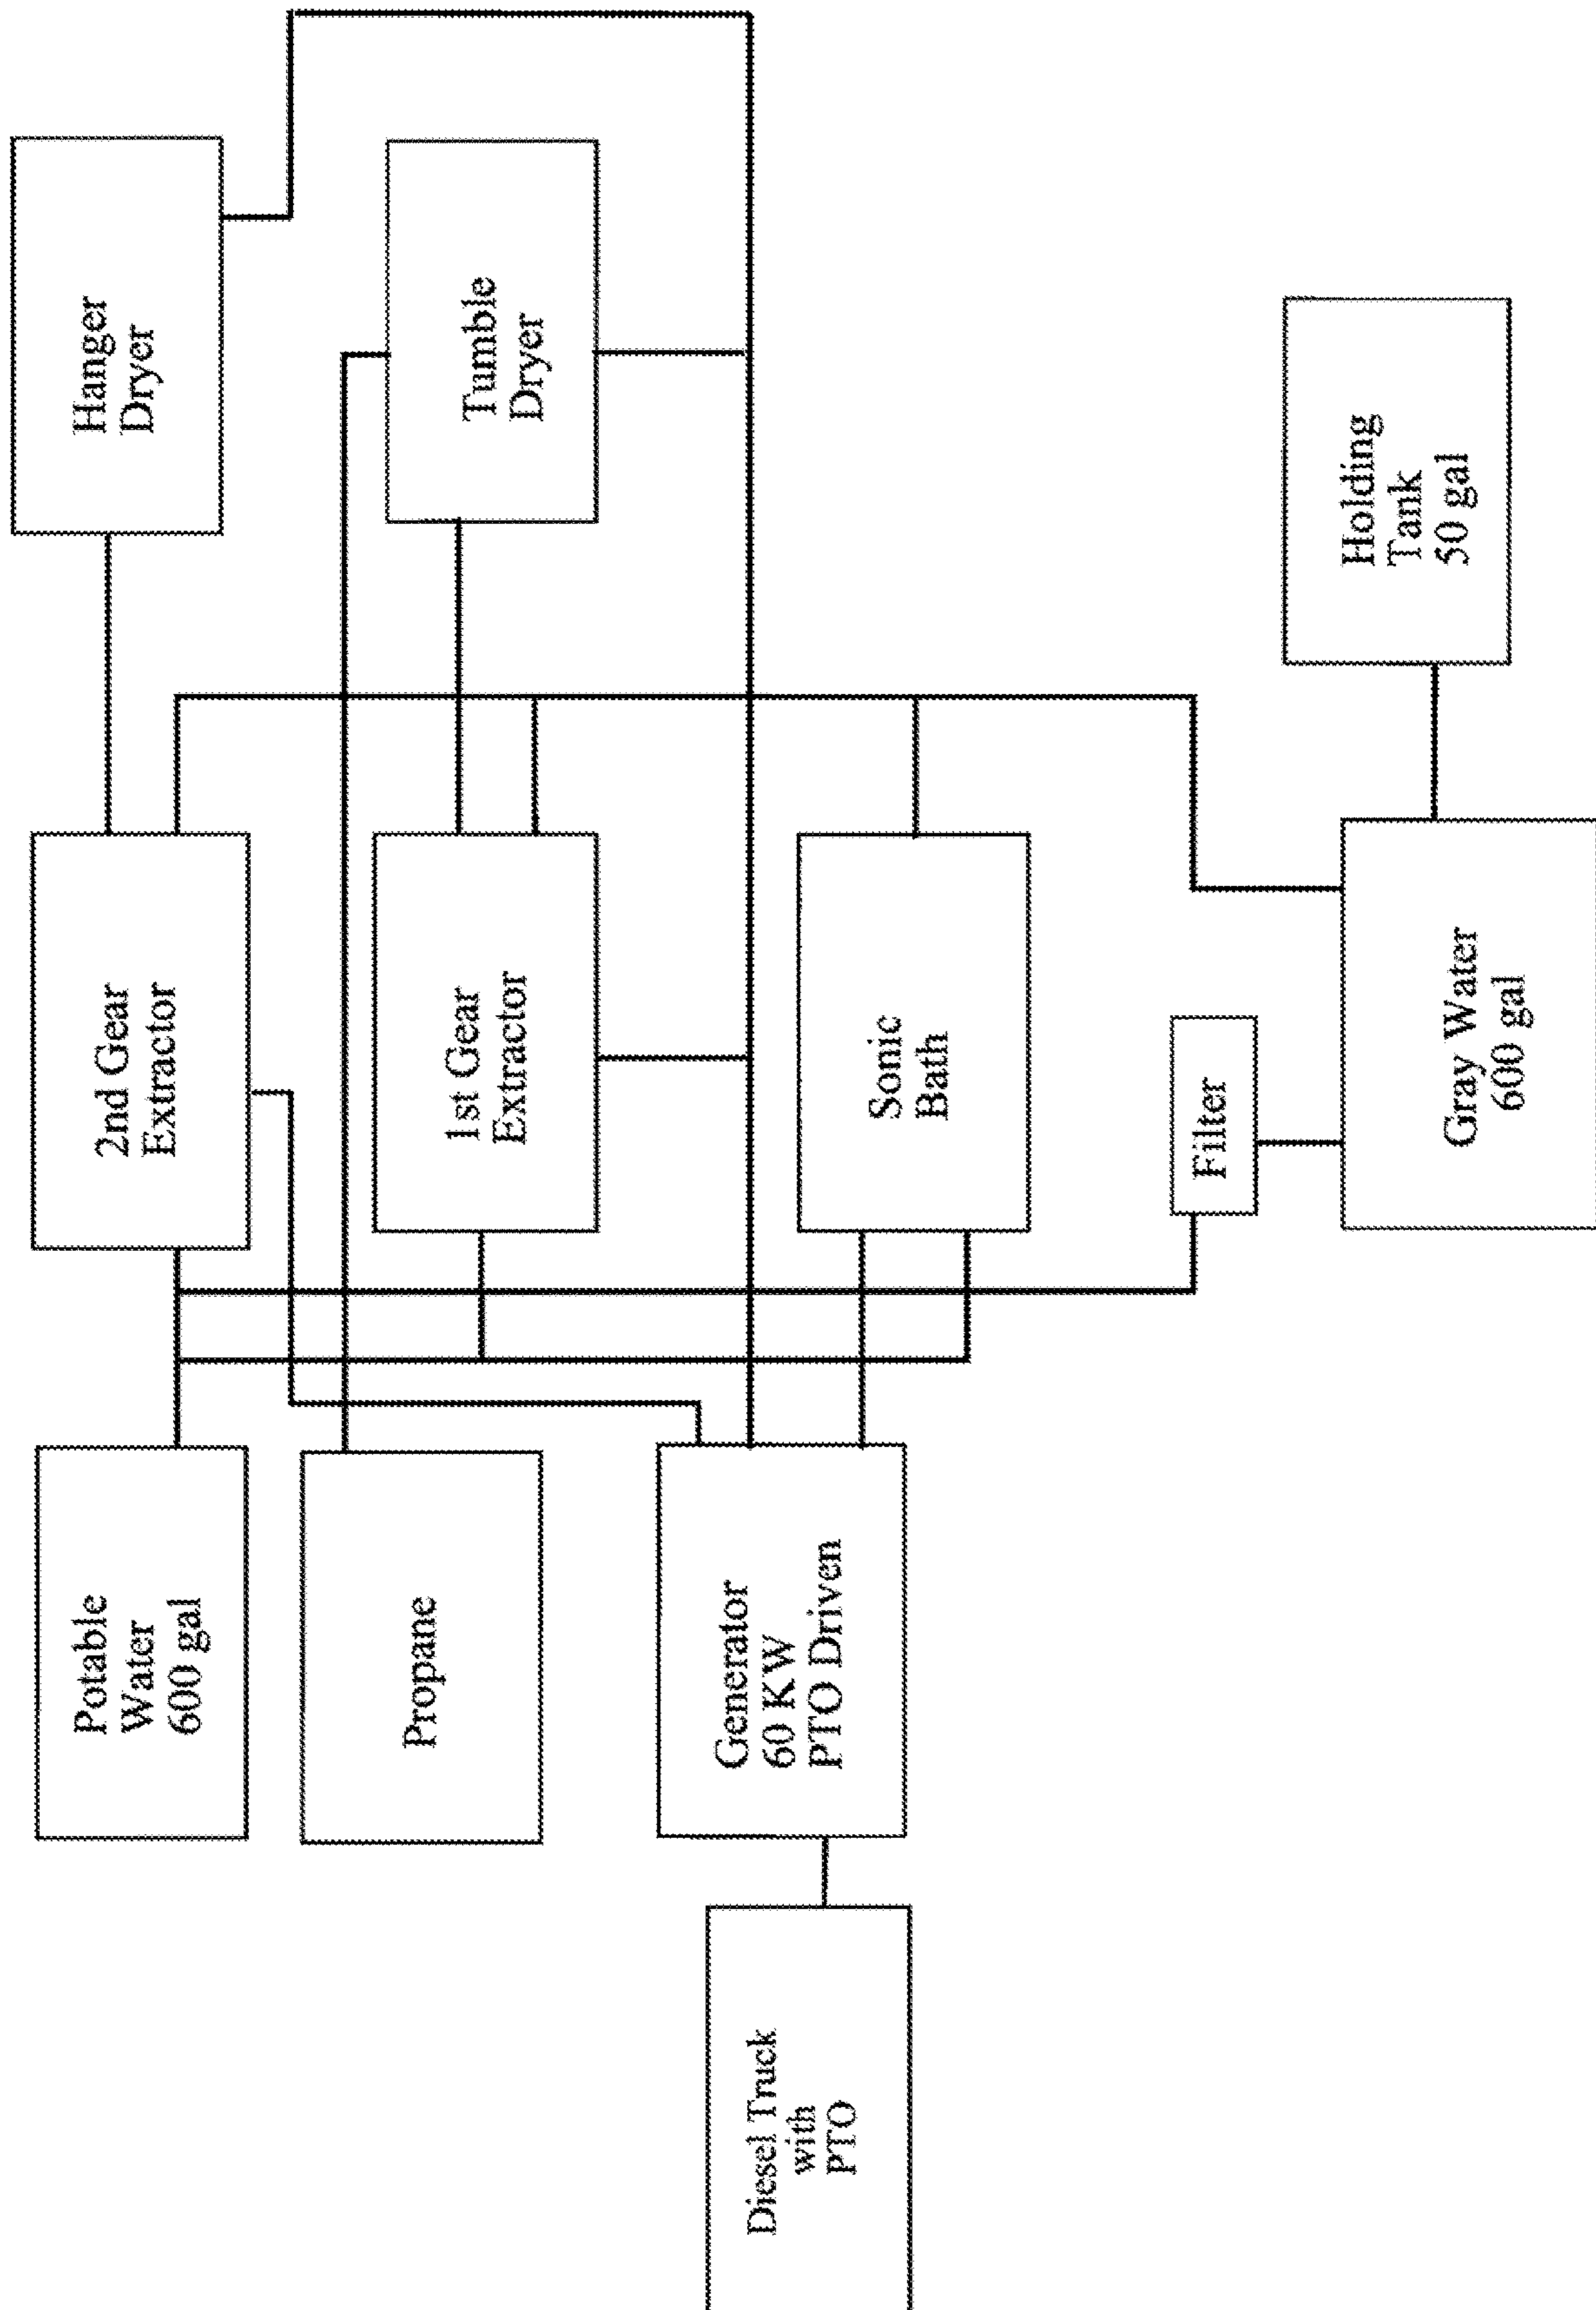 Hanger
Dryer
Tumble
Dryer
Holding
Tank
50 gal
2nd Gear
Extractor
1st Gear
Extractor
Sonic
Bath
Filter
Gray Water
600 gal
Potable
Water
600 gal
Propane
Generator
60 KW
PTO Driven
Diesel Truck
with
PTO